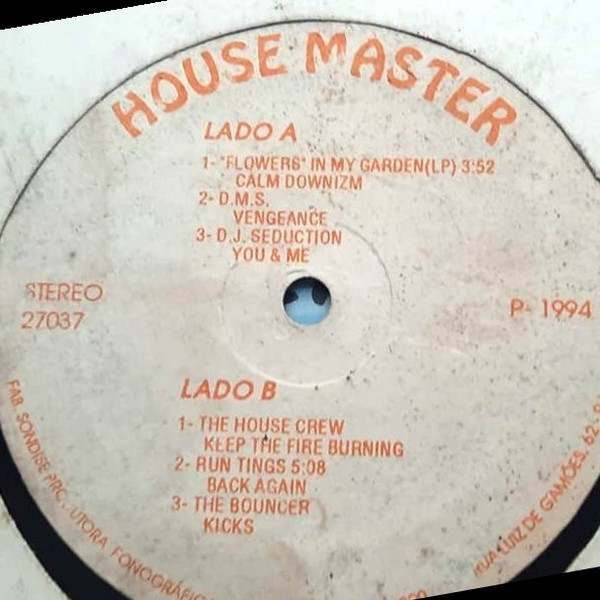 HOUSE MASTER
LADO A
1- "FLOWERS" IN MY GARDEN(LP) 3:52
CALM DOWNIZM
2- D.M.S.
VENGEANCE
3- D.J. SEDUCTION
YOU & ME
STEREO
27037
P- 1994
LADO B
1- THE HOUSE CREW
KEEP THE FIRE BURNING
2- RUN TINGS 5:08
BACK AGAIN
3- THE BOUNCER
KICKS
FAB. SONDISE
RUA LUIZ DE GAMÕES, 62